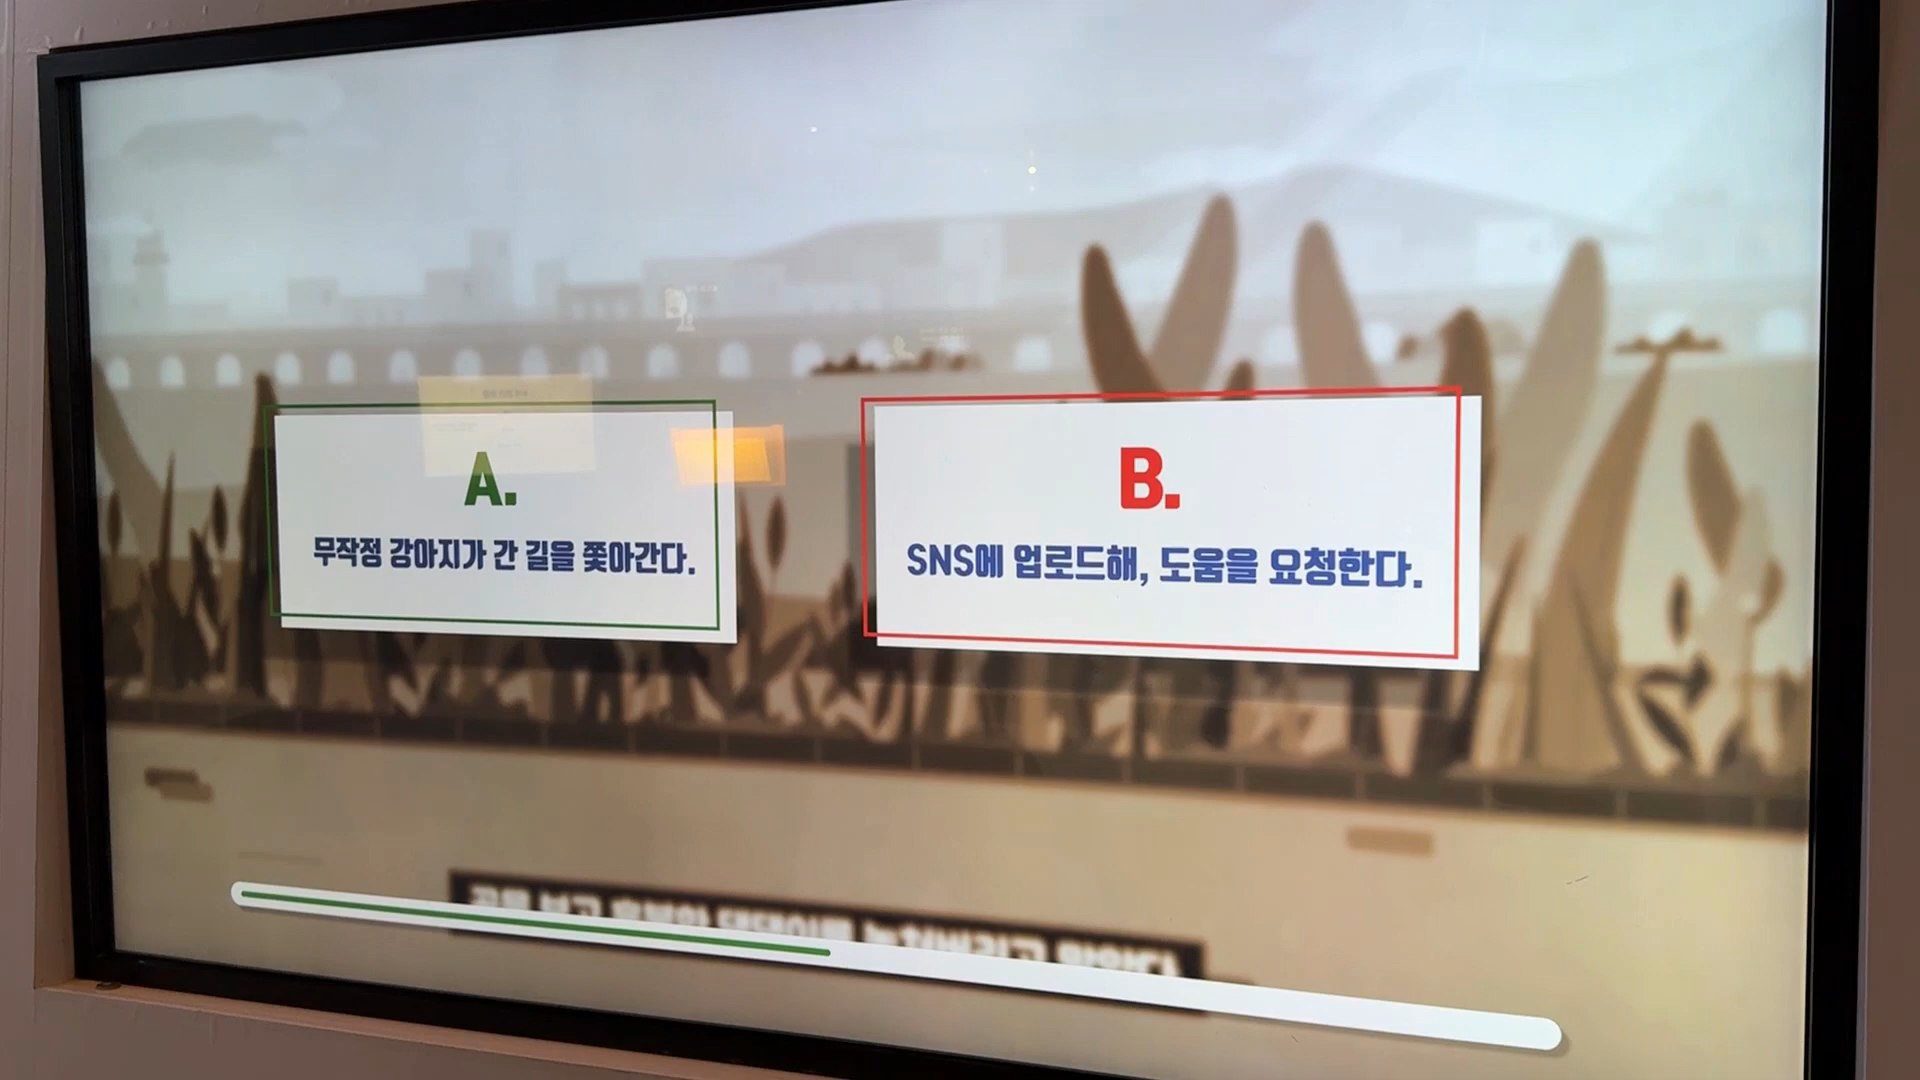 A.
무작정 강아지가 간 길을 쫓아간다.
B.
SNS에 업로드해, 도움을 요청한다.